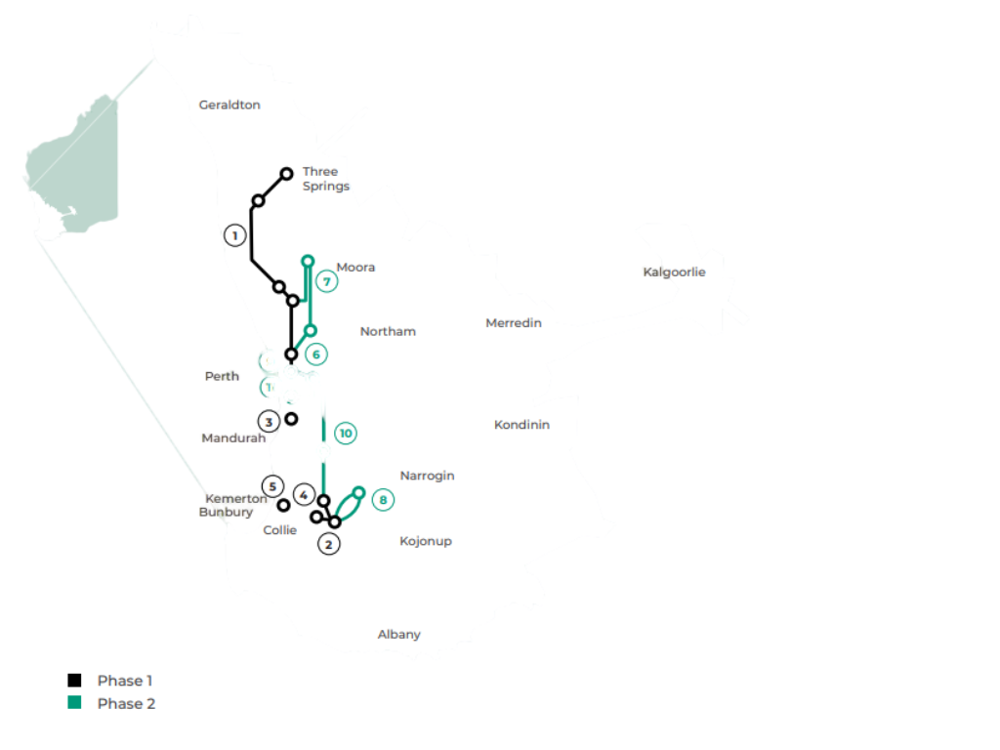 Geraldton
Three
Springs
1
Moora
7
Kalgoorlie
Merredin
Northam
6
Perth
3
10
Kondinin
Mandurah
Narrogin
5
4
Kemerton
8
Bunbury
Collie
2
Kojonup
Albany
Phase 1
Phase 2